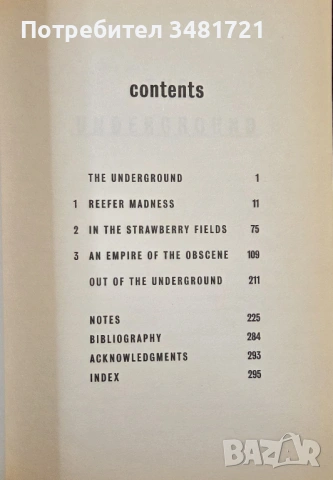 Потребител 3481721
contents
THE UNDERGROUND 1
1 REEFER MADNESS 11
2 IN THE STRAWBERRY FIELDS 75
3 AN EMPIRE OF THE OBSCENE 109
OUT OF THE UNDERGROUND 211
NOTES 225
BIBLIOGRAPHY 284
ACKNOWLEDGMENTS 293
INDEX 295
BAZAR